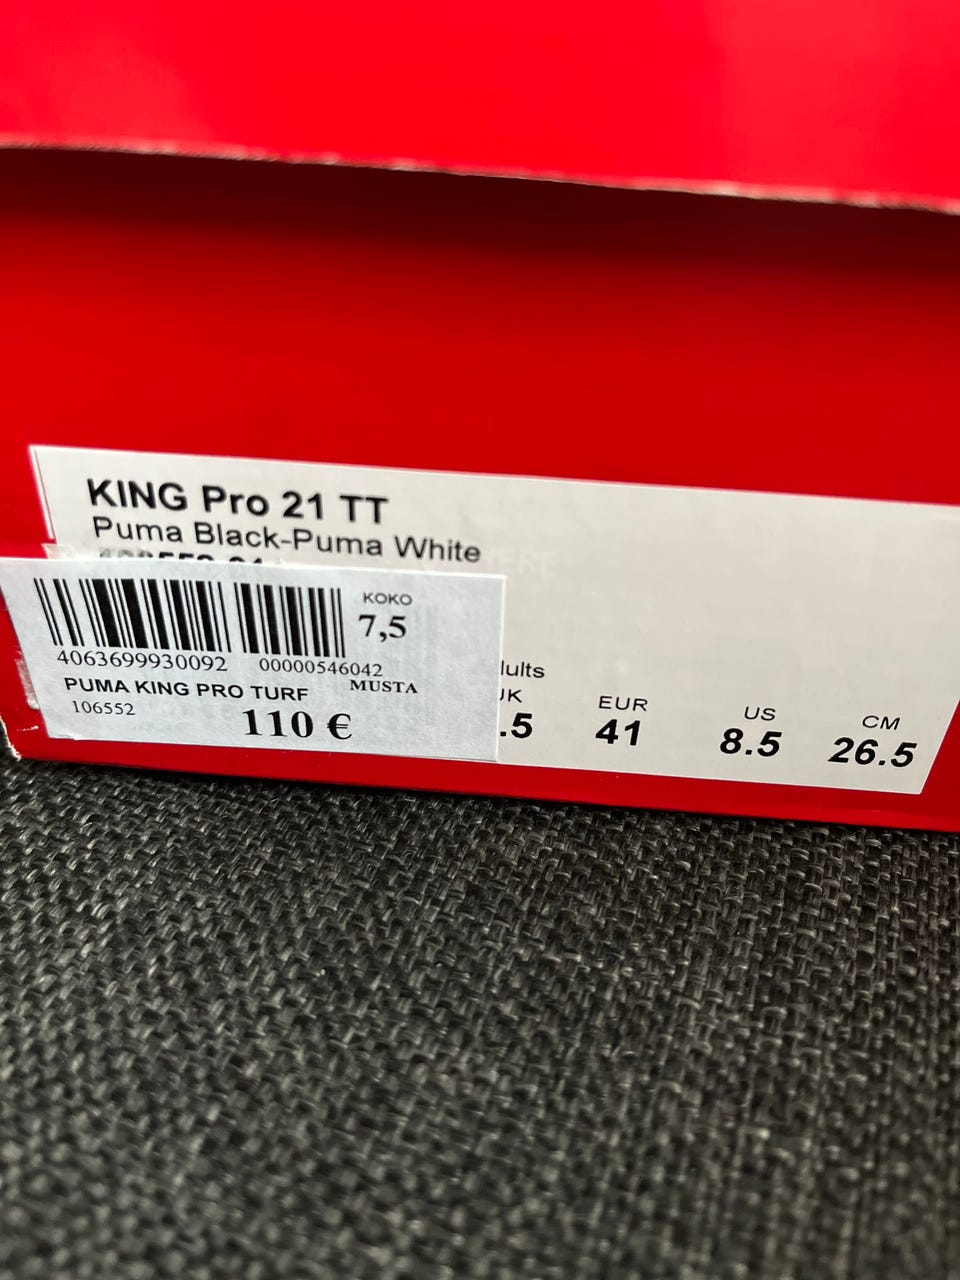 KING Pro 21 TT
Puma Black-Puma White
KOKO
7,5
4063699930092 00000546042
PUMA KING PRO TURF MUSTA
106552 110 €
lults
UK EUR US CM
.5 41 8.5 26.5